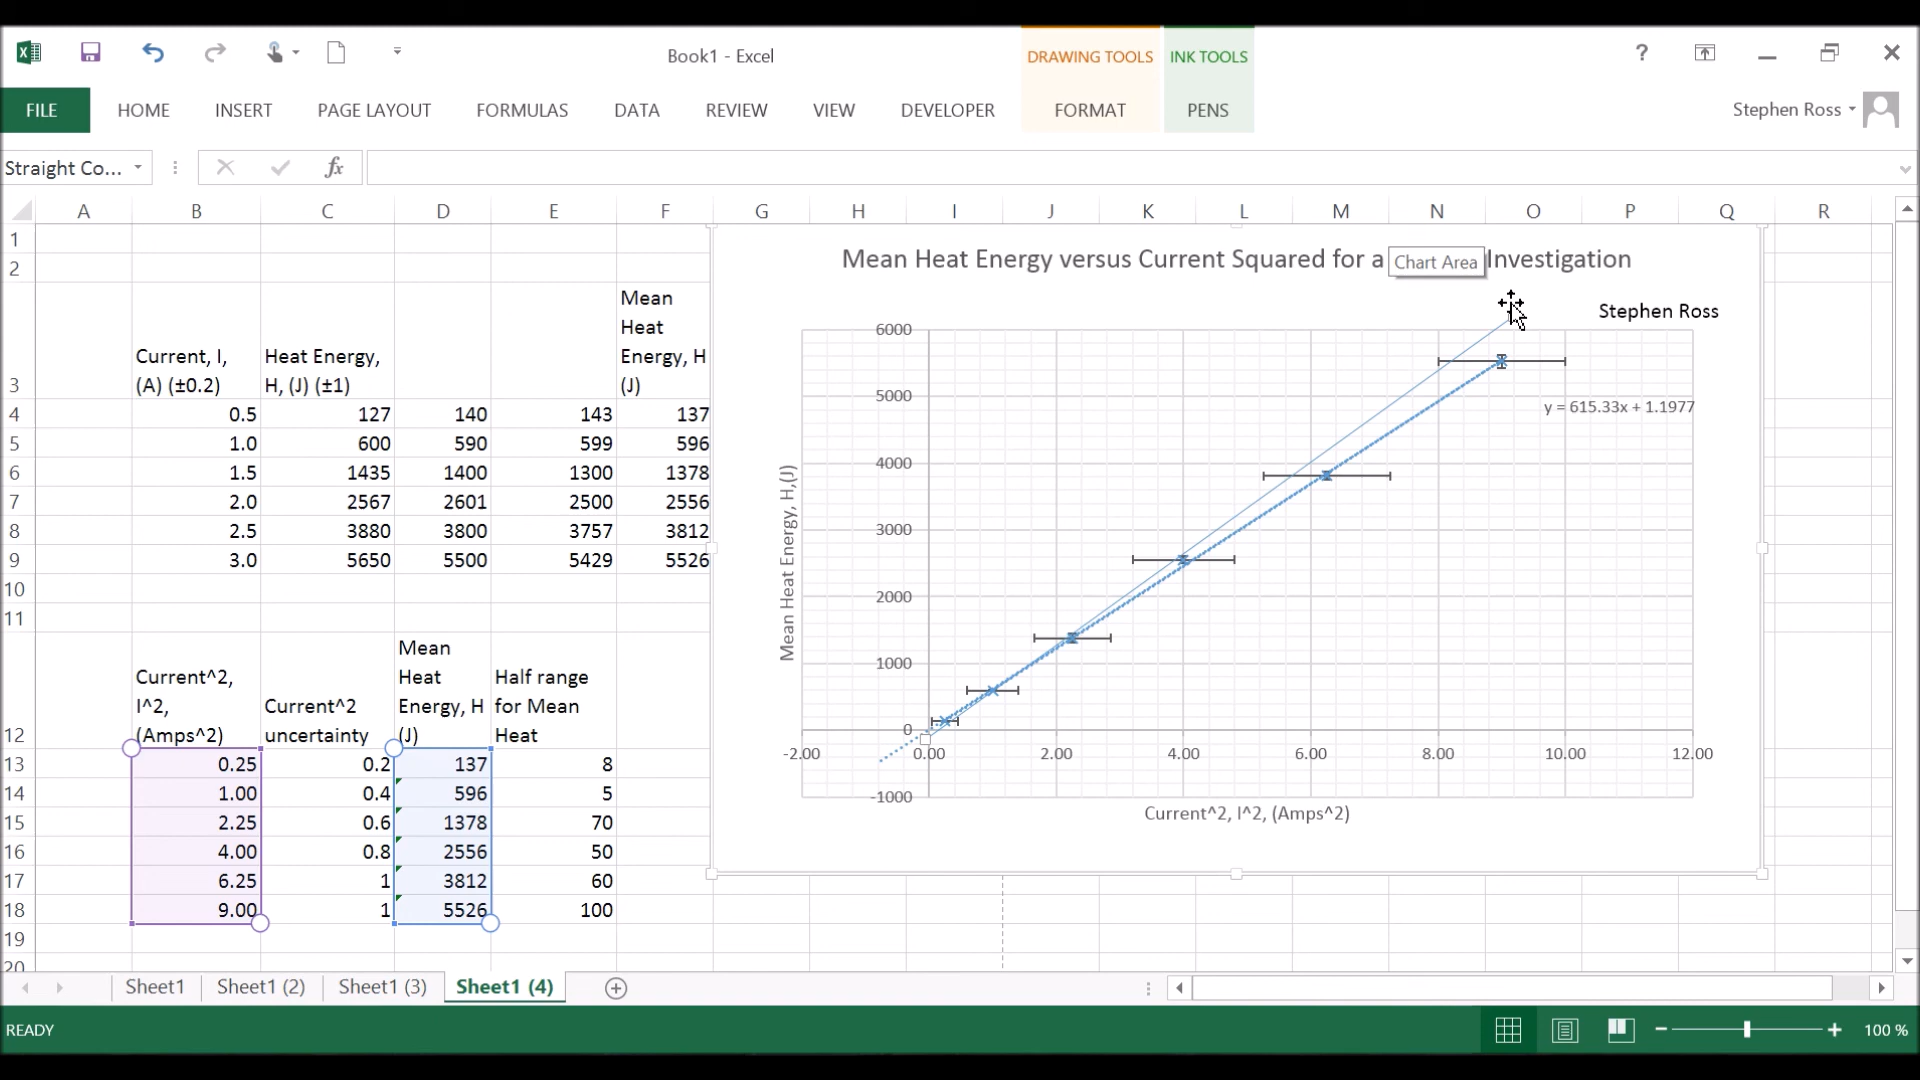 Book1 - Excel
DRAWING TOOLS
INK TOOLS
?
FILE
HOME
INSERT
PAGE LAYOUT
FORMULAS
DATA
REVIEW
VIEW
DEVELOPER
FORMAT
PENS
Stephen Ross
Straight Co...
fx
A B C D E F G H I J K L M N O P Q R
1
2
3
Current, I,
(A) (±0.2)
Heat Energy,
H, (J) (±1)
Mean
Heat
Energy, H
(J)
4 0.5 127 140 143 137
5 1.0 600 590 599 596
6 1.5 1435 1400 1300 1378
7 2.0 2567 2601 2500 2556
8 2.5 3880 3800 3757 3812
9 3.0 5650 5500 5429 5526
10
11
12
Current^2,
I^2,
(Amps^2)
Current^2
uncertainty
Mean
Heat
Energy, H
(J)
Half range
for Mean
Heat
13 0.25 0.2 137 8
14 1.00 0.4 596 5
15 2.25 0.6 1378 70
16 4.00 0.8 2556 50
17 6.25 1 3812 60
18 9.00 1 5526 100
19
20
Mean Heat Energy versus Current Squared for a
Chart Area
Investigation
Stephen Ross
6000
5000
y = 615.33x + 1.1977
4000
3000
2000
1000
0
-1000
Mean Heat Energy, H,(J)
-2.00 0.00 2.00 4.00 6.00 8.00 10.00 12.00
Current^2, I^2, (Amps^2)
Sheet1
Sheet1 (2)
Sheet1 (3)
Sheet1 (4)
READY
100 %